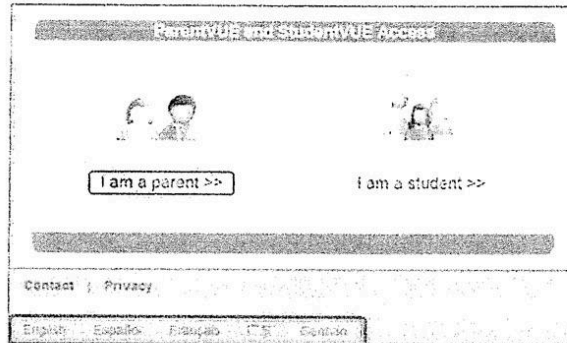 ParentVUE and StudentVUE Access
I am a parent >>
I am a student >>
Contact | Privacy
English Español Français